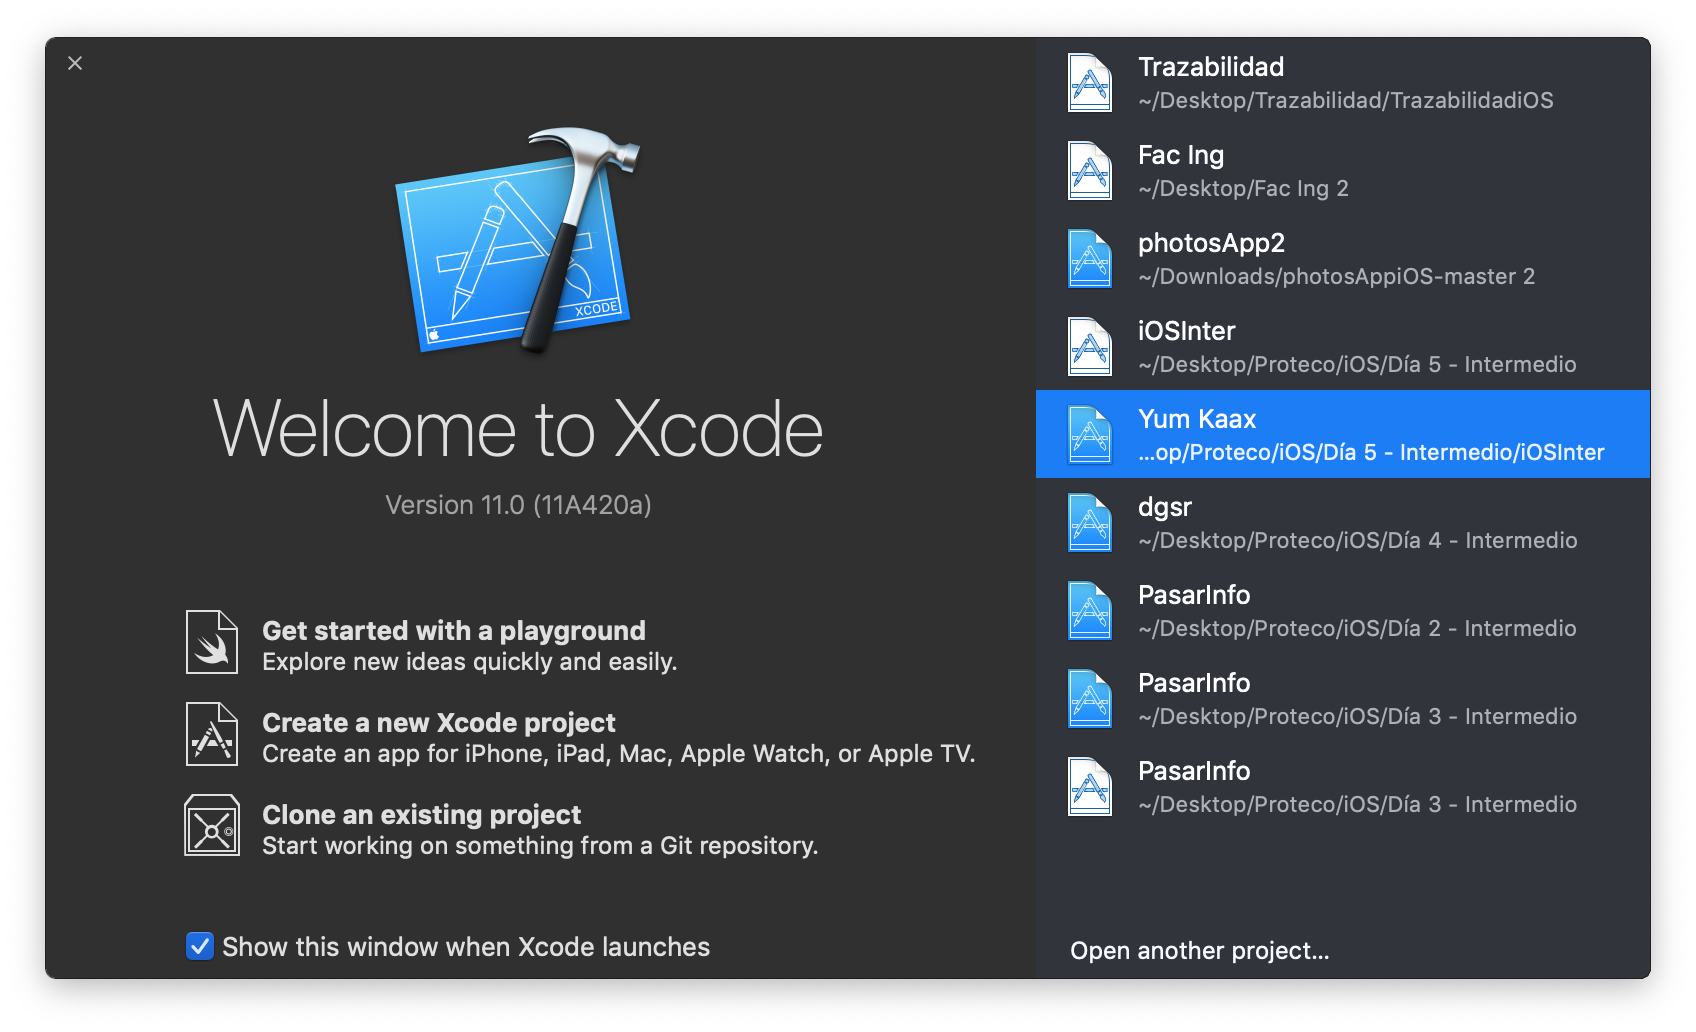 XCODE
Welcome to Xcode
Version 11.0 (11A420a)
Get started with a playground
Explore new ideas quickly and easily.
Create a new Xcode project
Create an app for iPhone, iPad, Mac, Apple Watch, or Apple TV.
Clone an existing project
Start working on something from a Git repository.
Show this window when Xcode launches
Trazabilidad
~/Desktop/Trazabilidad/TrazabilidadiOS
Fac Ing
~/Desktop/Fac Ing 2
photosApp2
~/Downloads/photosAppiOS-master 2
iOSInter
~/Desktop/Proteco/iOS/Día 5 - Intermedio
Yum Kaax
...op/Proteco/iOS/Día 5 - Intermedio/iOSInter
dgsr
~/Desktop/Proteco/iOS/Día 4 - Intermedio
PasarInfo
~/Desktop/Proteco/iOS/Día 2 - Intermedio
PasarInfo
~/Desktop/Proteco/iOS/Día 3 - Intermedio
PasarInfo
~/Desktop/Proteco/iOS/Día 3 - Intermedio
Open another project...